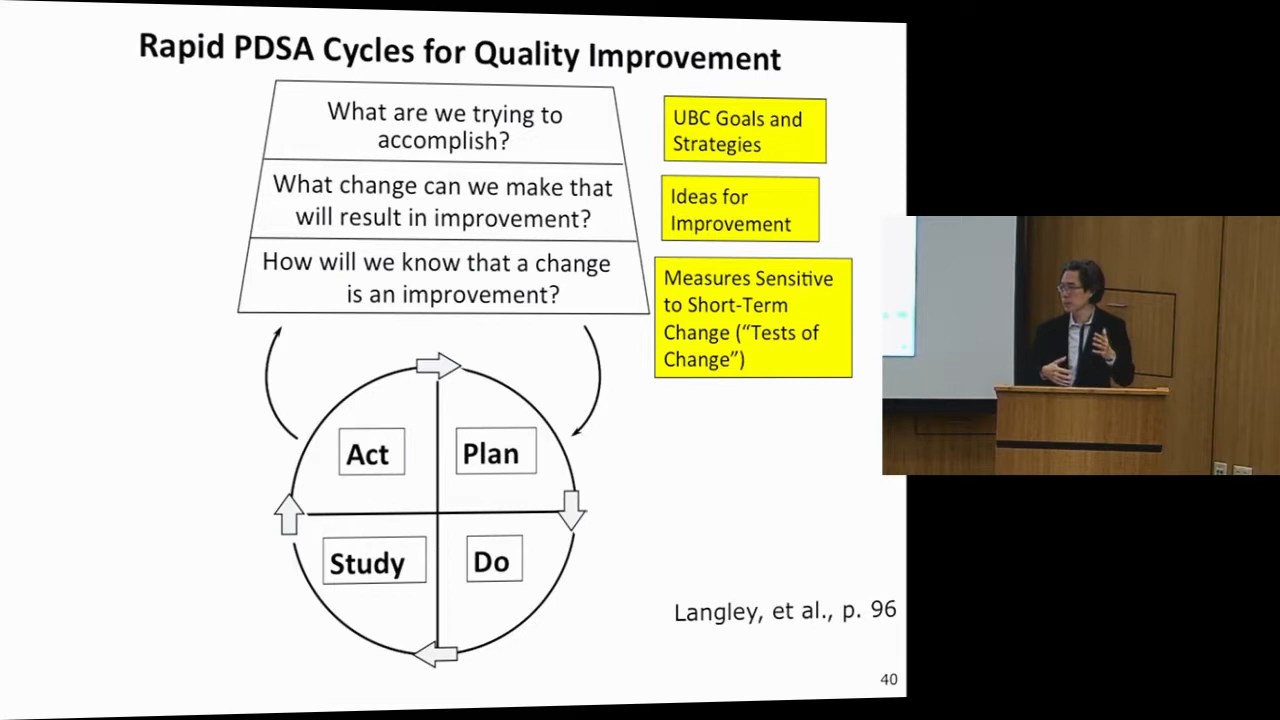 Rapid PDSA Cycles for Quality Improvement
What are we trying to
accomplish?
UBC Goals and
Strategies
What change can we make that
will result in improvement?
Ideas for
Improvement
How will we know that a change
is an improvement?
Measures Sensitive
to Short-Term
Change (“Tests of
Change”)
Act
Plan
Study
Do
Langley, et al., p. 96
40